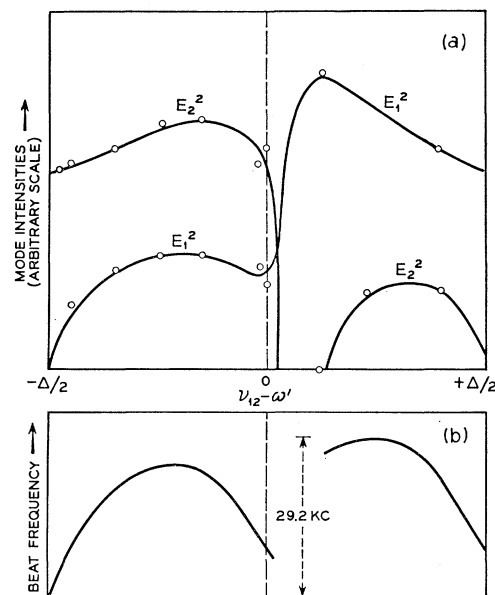 (a)
E₂²
E₁²
E₁²
E₂²
MODE INTENSITIES
(ARBITRARY SCALE)
-Δ/2
0
+Δ/2
ν₁₂-ω'
(b)
BEAT FREQUENCY
29.2 KC